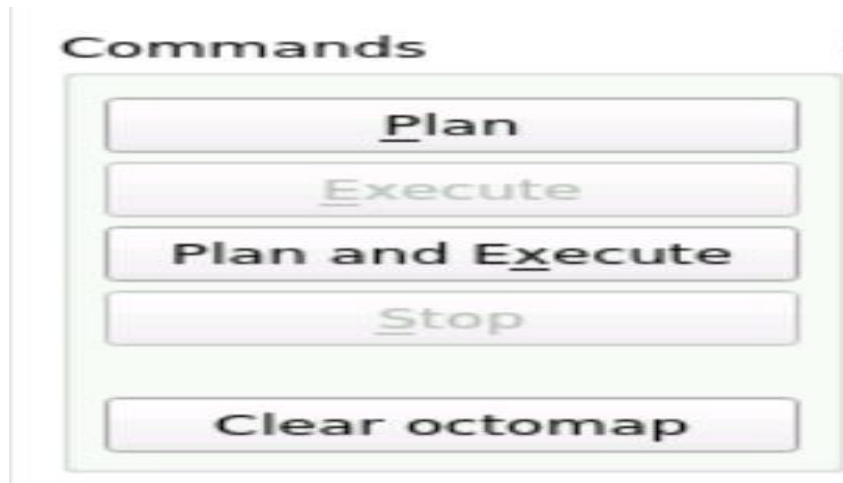 Commands
Plan
Execute
Plan and Execute
Stop
Clear octomap